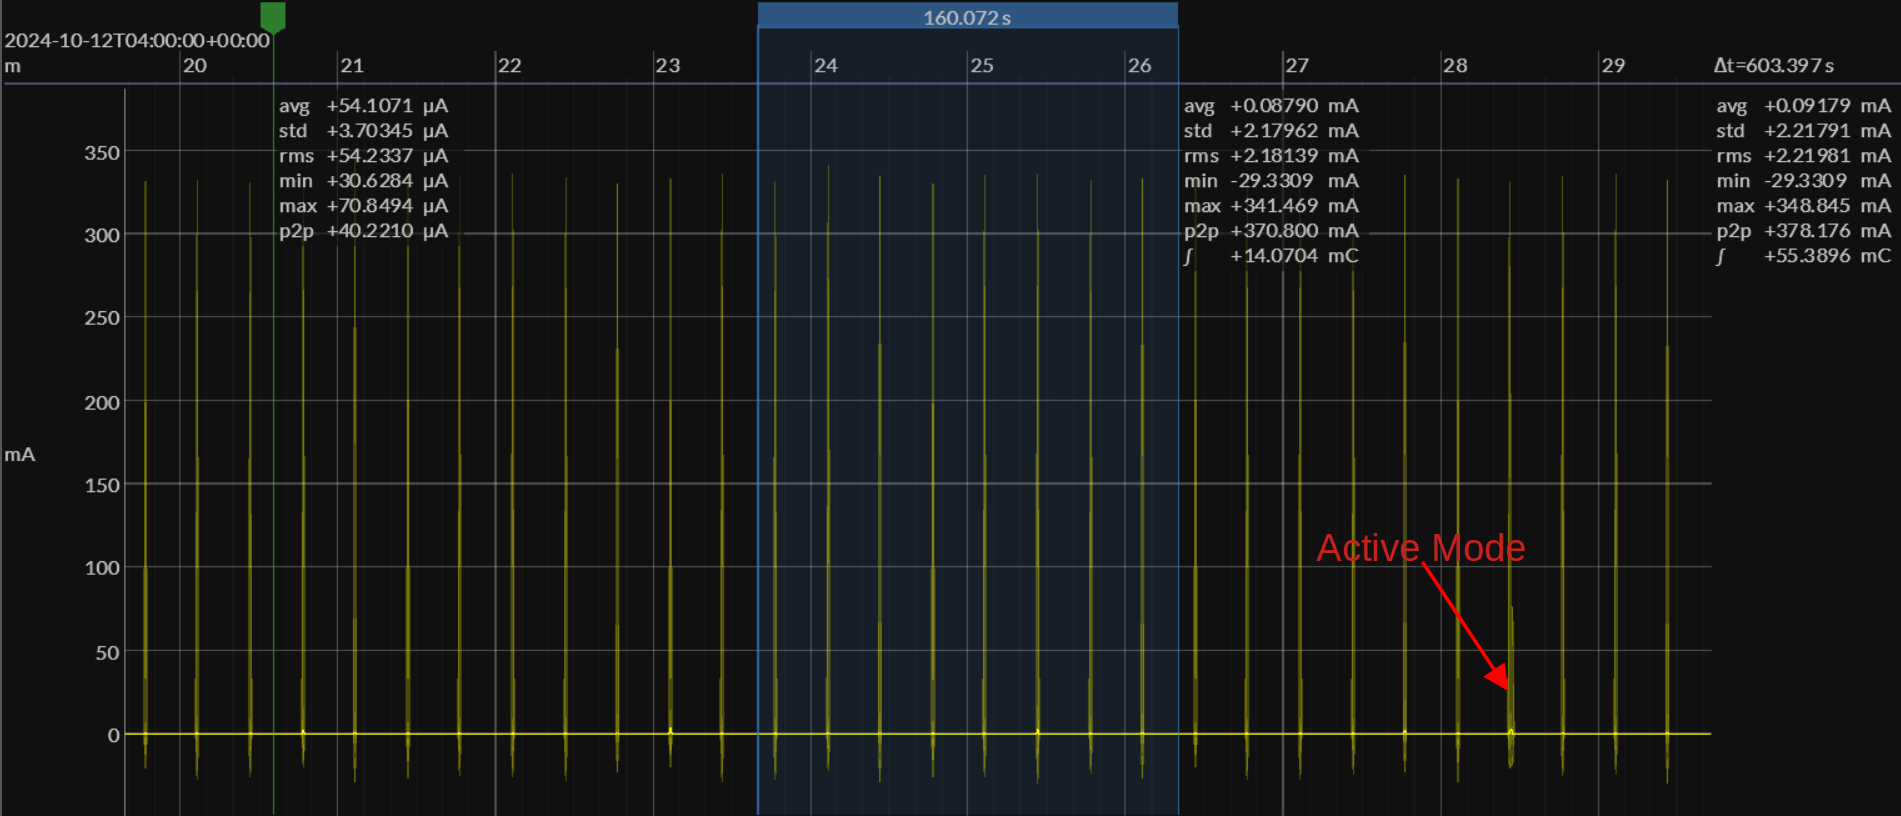 160.072 s
2024-10-12T04:00:00+00:00
m 20 21 22 23 24 25 26 27 28 29 Δt=603.397 s
avg +54.1071 µA
std +3.70345 µA
rms +54.2337 µA
min +30.6284 µA
max +70.8494 µA
p2p +40.2210 µA
avg +0.08790 mA
std +2.17962 mA
rms +2.18139 mA
min -29.3309 mA
max +341.469 mA
p2p +370.800 mA
∫ +14.0704 mC
avg +0.09179 mA
std +2.21791 mA
rms +2.21981 mA
min -29.3309 mA
max +348.845 mA
p2p +378.176 mA
∫ +55.3896 mC
350
300
250
200
mA
150
Active Mode
100
50
0